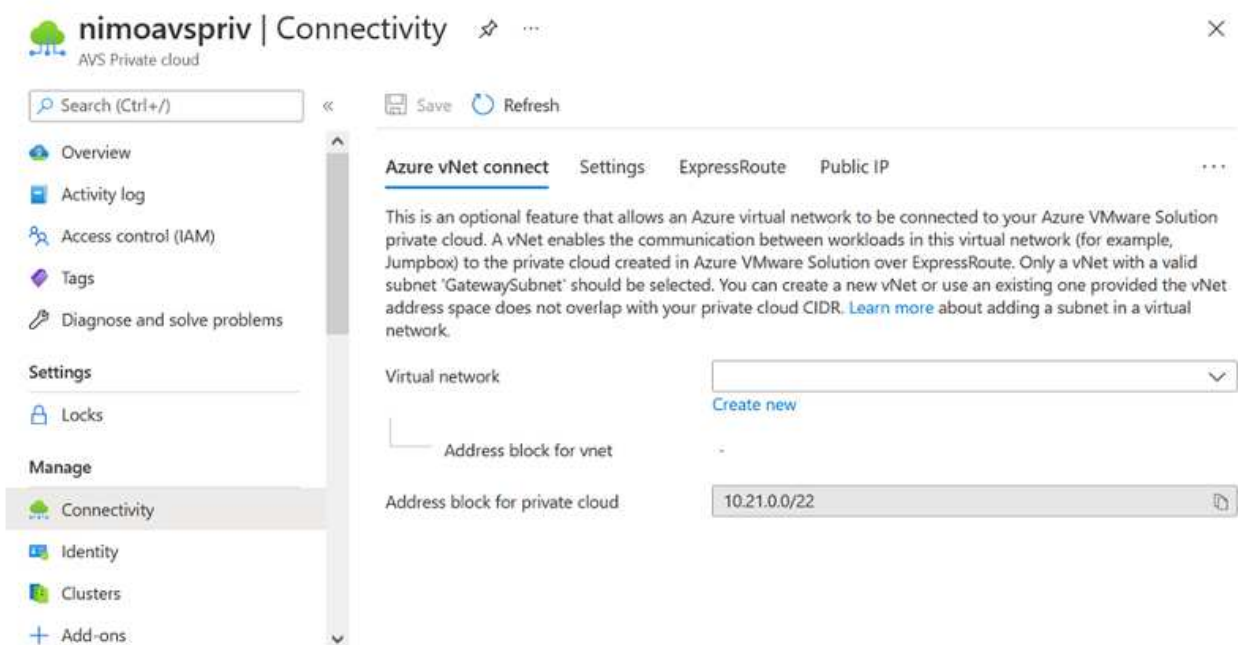 nimoavspriv | Connectivity ...
AVS Private cloud
Search (Ctrl+/)
«
Save
Refresh
Overview
Activity log
Access control (IAM)
Tags
Diagnose and solve problems
Settings
Locks
Manage
Connectivity
Identity
Clusters
Add-ons
Azure vNet connect Settings ExpressRoute Public IP ...
This is an optional feature that allows an Azure virtual network to be connected to your Azure VMware Solution
private cloud. A vNet enables the communication between workloads in this virtual network (for example,
Jumpbox) to the private cloud created in Azure VMware Solution over ExpressRoute. Only a vNet with a valid
subnet 'GatewaySubnet' should be selected. You can create a new vNet or use an existing one provided the vNet
address space does not overlap with your private cloud CIDR. Learn more about adding a subnet in a virtual
network.
Virtual network
Create new
Address block for vnet -
Address block for private cloud 10.21.0.0/22